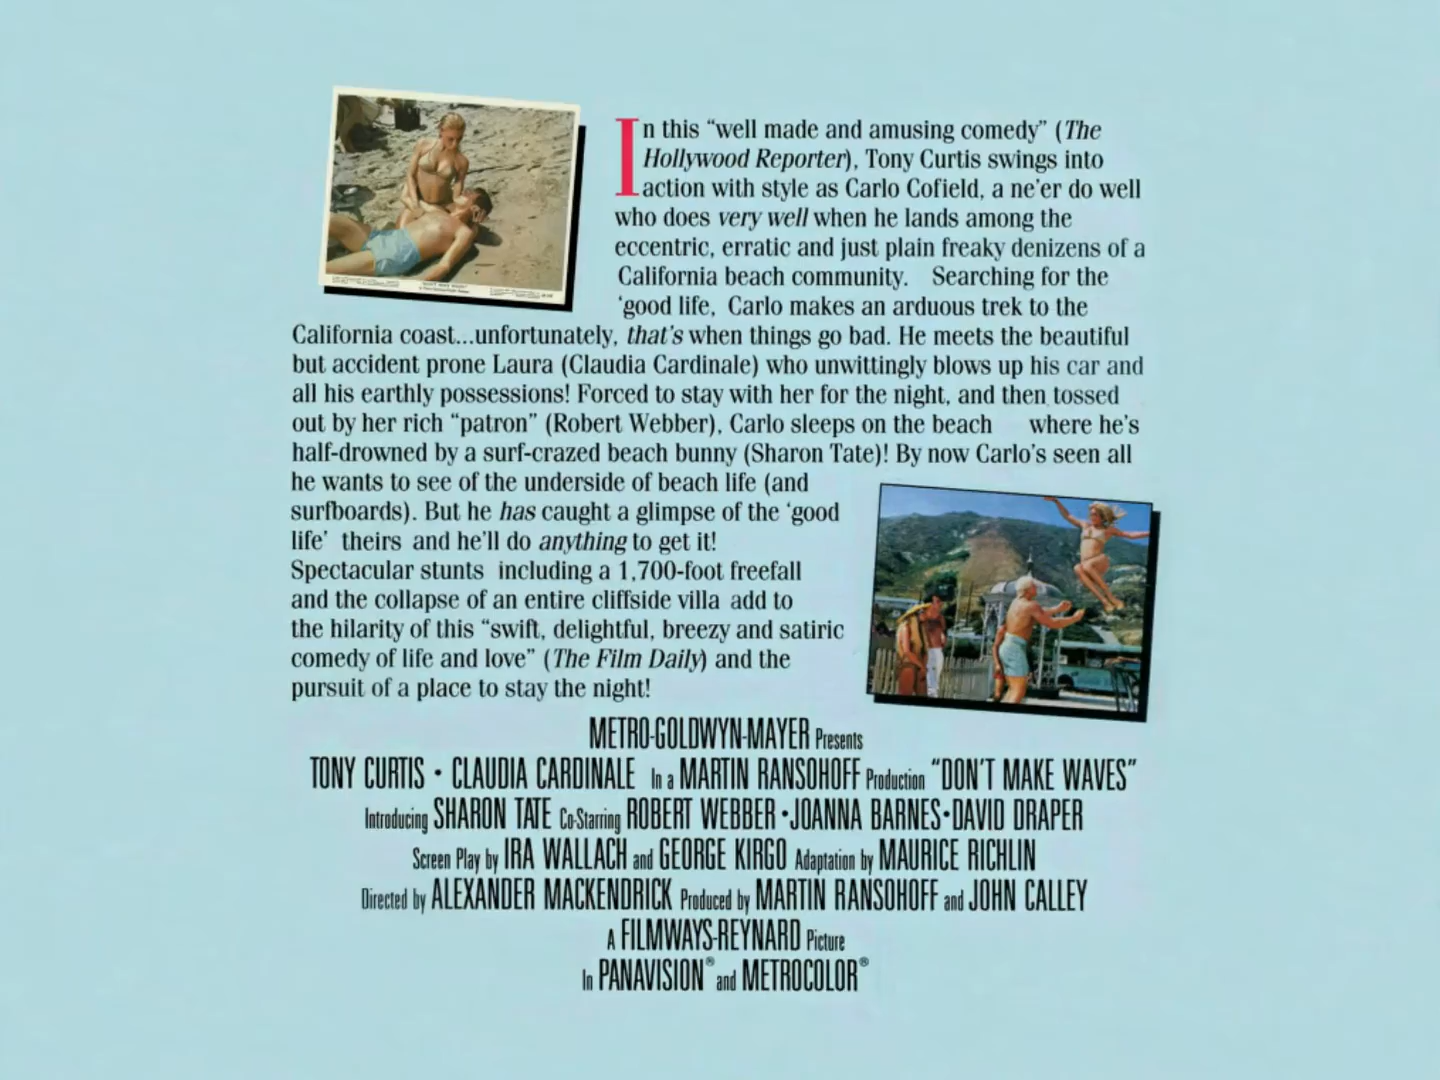 In this “well made and amusing comedy” (The
Hollywood Reporter), Tony Curtis swings into
action with style as Carlo Cofield, a ne’er do well
who does very well when he lands among the
eccentric, erratic and just plain freaky denizens of a
California beach community. Searching for the
‘good life, Carlo makes an arduous trek to the
California coast...unfortunately, that’s when things go bad. He meets the beautiful
but accident prone Laura (Claudia Cardinale) who unwittingly blows up his car and
all his earthly possessions! Forced to stay with her for the night, and then tossed
out by her rich “patron” (Robert Webber), Carlo sleeps on the beach where he’s
half-drowned by a surf-crazed beach bunny (Sharon Tate)! By now Carlo’s seen all
he wants to see of the underside of beach life (and
surfboards). But he has caught a glimpse of the ‘good
life’ theirs and he’ll do anything to get it!
Spectacular stunts including a 1,700-foot freefall
and the collapse of an entire cliffside villa add to
the hilarity of this “swift, delightful, breezy and satiric
comedy of life and love” (The Film Daily) and the
pursuit of a place to stay the night!
METRO-GOLDWYN-MAYER Presents
TONY CURTIS • CLAUDIA CARDINALE In a MARTIN RANSOHOFF Production “DON’T MAKE WAVES”
Introducing SHARON TATE Co-Starring ROBERT WEBBER • JOANNA BARNES • DAVID DRAPER
Screen Play by IRA WALLACH and GEORGE KIRGO Adaptation by MAURICE RICHLIN
Directed by ALEXANDER MACKENDRICK Produced by MARTIN RANSOHOFF and JOHN CALLEY
A FILMWAYS-REYNARD Picture
In PANAVISION® and METROCOLOR®